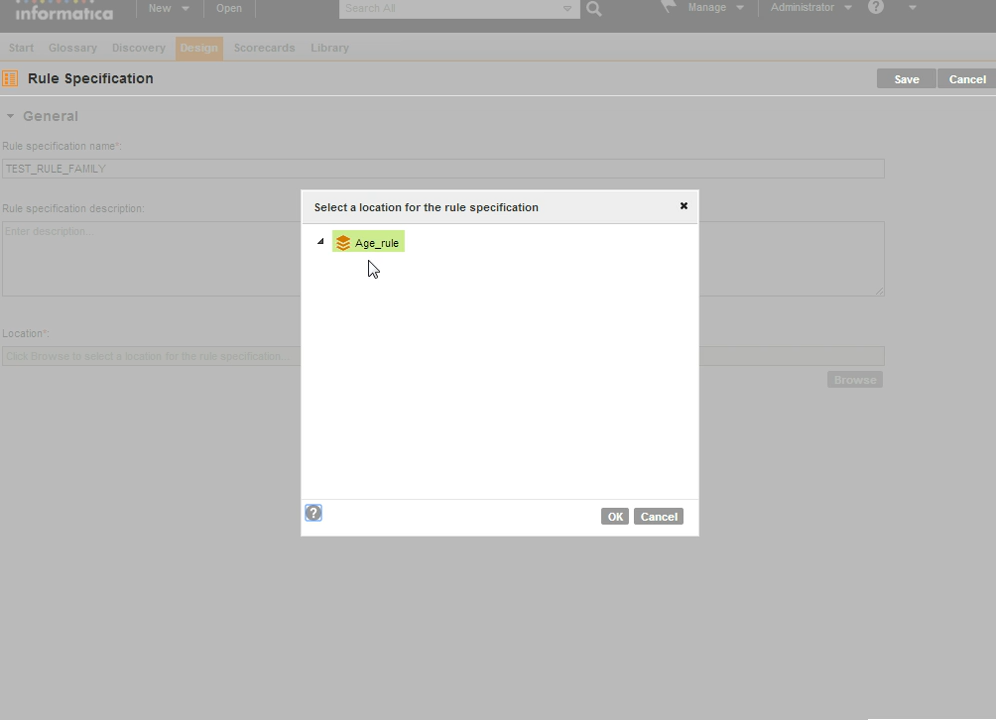 informatica New Open Search All Manage Administrator ?
Start Glossary Discovery Design Scorecards Library
Rule Specification Save Cancel
General
Rule specification name*:
TEST_RULE_FAMILY
Rule specification description:
Enter description...
Location*:
Click Browse to select a location for the rule specification...
Browse
Select a location for the rule specification
Age_rule
? OK Cancel